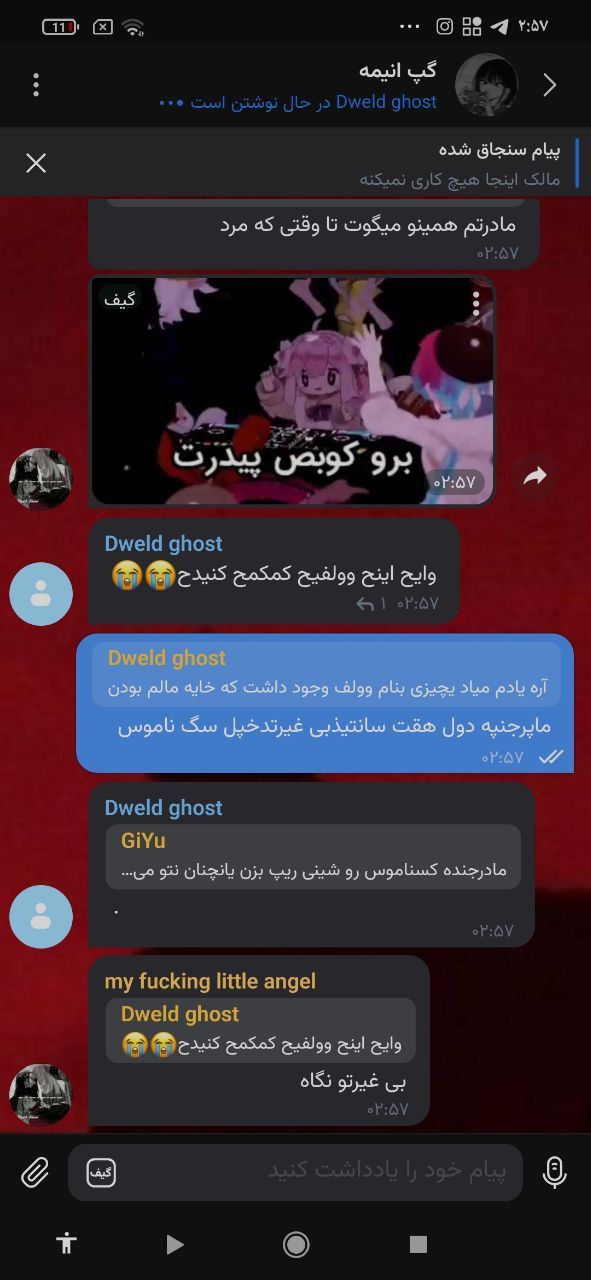 ۲:۵۷
11
گپ انیمه
Dweld ghost در حال نوشتن است
پیام سنجاق شده
مالک اینجا هیچ کاری نمیکنه
مادرتم همینو میگوت تا وقتی که مرد
۰۲:۵۷
گیف
برو کوبص پیدرت
۰۲:۵۷
Dweld ghost
وایح اینح وولفیح کمکمح کنیدح😭😭
۱ ۰۲:۵۷
Dweld ghost
آره یادم میاد یچیزی بنام وولف وجود داشت که خایه مالم بودن
ماپرجنپه دول هقت سانتیذبی غیرتدخپل سگ ناموس
۰۲:۵۷
Dweld ghost
GiYu
مادرجنده کسناموس رو شینی ریپ بزن یانچنان نتو می...
.
۰۲:۵۷
my fucking little angel
Dweld ghost
وایح اینح وولفیح کمکمح کنیدح😭😭
بی غیرتو نگاه
۰۲:۵۷
پیام خود را یادداشت کنید
گیف